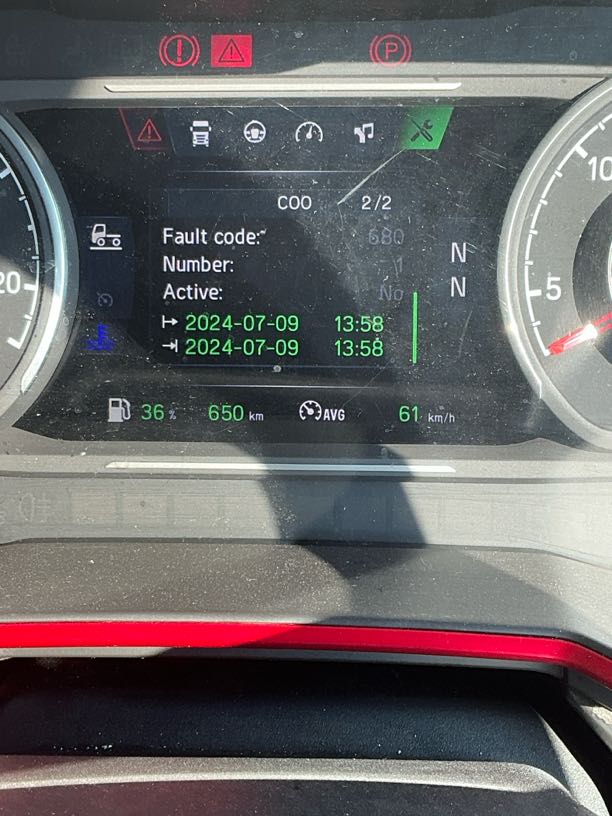 P
COO 2/2
Fault code: 680
Number: 1
Active: No
2024-07-09 13:58
2024-07-09 13:58
N
N
20
5
10
36 % 650 km AVG 61 km/h